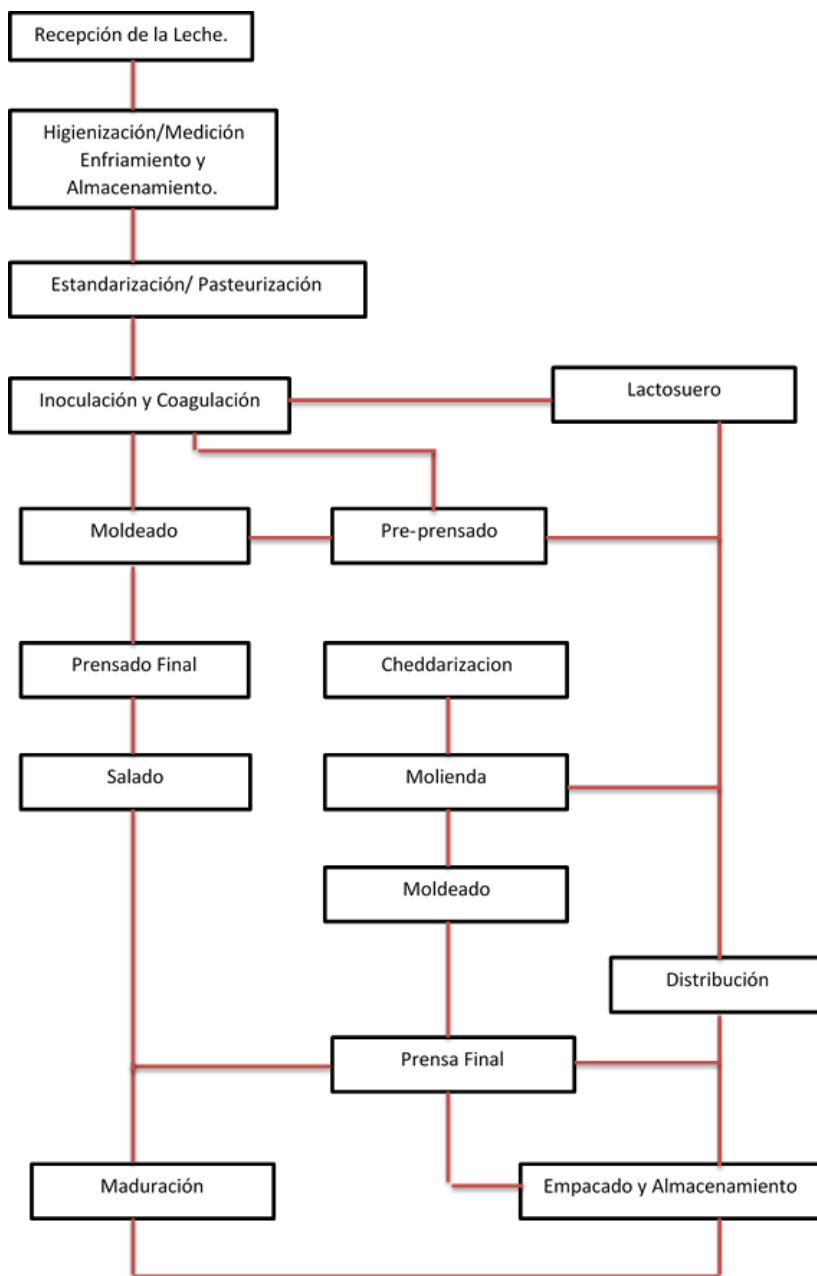 Recepción de la Leche.
Higienización/Medición
Enfriamiento y
Almacenamiento.
Estandarización/ Pasteurización
Inoculación y Coagulación
Lactosuero
Moldeado
Pre-prensado
Prensado Final
Cheddarizacion
Salado
Molienda
Moldeado
Distribución
Prensa Final
Maduración
Empacado y Almacenamiento